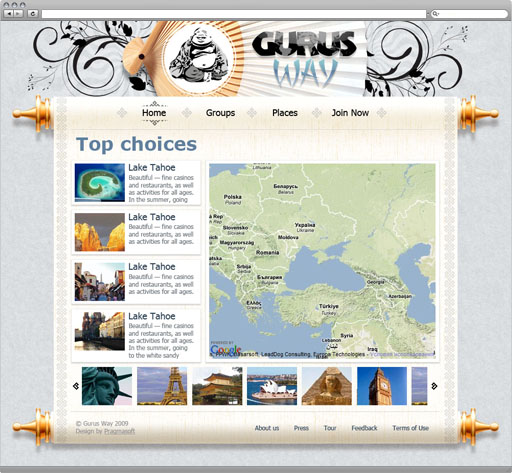 GURUS
WAY
Home Groups Places Join Now
Top choices
Lake Tahoe
Beautiful — fine casinos
and restaurants, as well
as activities for all ages.
In the summer, going
Lake Tahoe
Beautiful — fine casinos
and restaurants, as well
as activities for all ages.
Lake Tahoe
Beautiful — fine casinos
and restaurants, as well
as activities for all ages.
Lake Tahoe
Beautiful — fine casinos
and restaurants, as well
as activities for all ages.
In the summer, going
to the white sandy
Lietuva
Lithuania
Беларусь
Belarus
Polska
Poland
Україна
Ukraine
Slovensko
Slovakia
Moldova
Magyarország
Hungary
România
Romania
Srbija
Serbia
България
Bulgaria
Georgia
Azerbaijan
Ελλάς
Greece
Türkiye
Turkey
Syria
Lebanon
Iraq
POWERED BY
Google
LeadDog Consulting, Europa Technologies
© Gurus Way 2009
Design by Pragmasoft
About us Press Tour Feedback Terms of Use